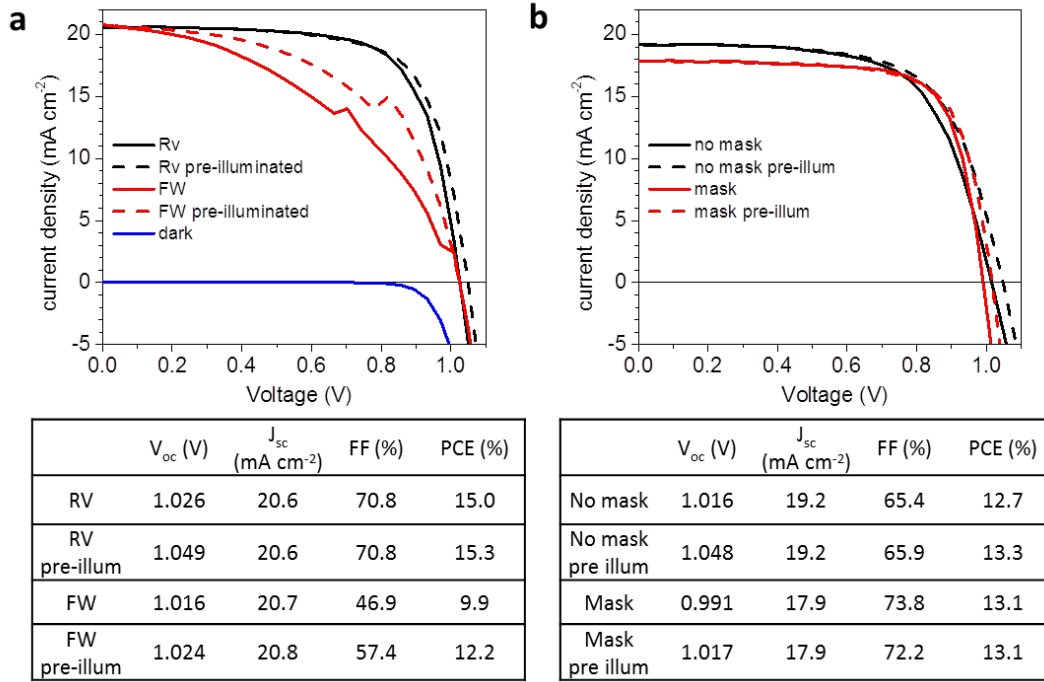 a
current density (mA cm-2)
20
15
10
5
0
-5
Rv
Rv pre-illuminated
FW
FW pre-illuminated
dark
0.0 0.2 0.4 0.6 0.8 1.0
Voltage (V)
b
current density (mA cm-2)
20
15
10
5
0
-5
no mask
no mask pre-illum
mask
mask pre-illum
0.0 0.2 0.4 0.6 0.8 1.0
Voltage (V)
Voc (V) Jsc (mA cm-2) FF (%) PCE (%)
RV 1.026 20.6 70.8 15.0
RV pre-illum 1.049 20.6 70.8 15.3
FW 1.016 20.7 46.9 9.9
FW pre-illum 1.024 20.8 57.4 12.2
Voc (V) Jsc (mA cm-2) FF (%) PCE (%)
No mask 1.016 19.2 65.4 12.7
No mask pre illum 1.048 19.2 65.9 13.3
Mask 0.991 17.9 73.8 13.1
Mask pre illum 1.017 17.9 72.2 13.1